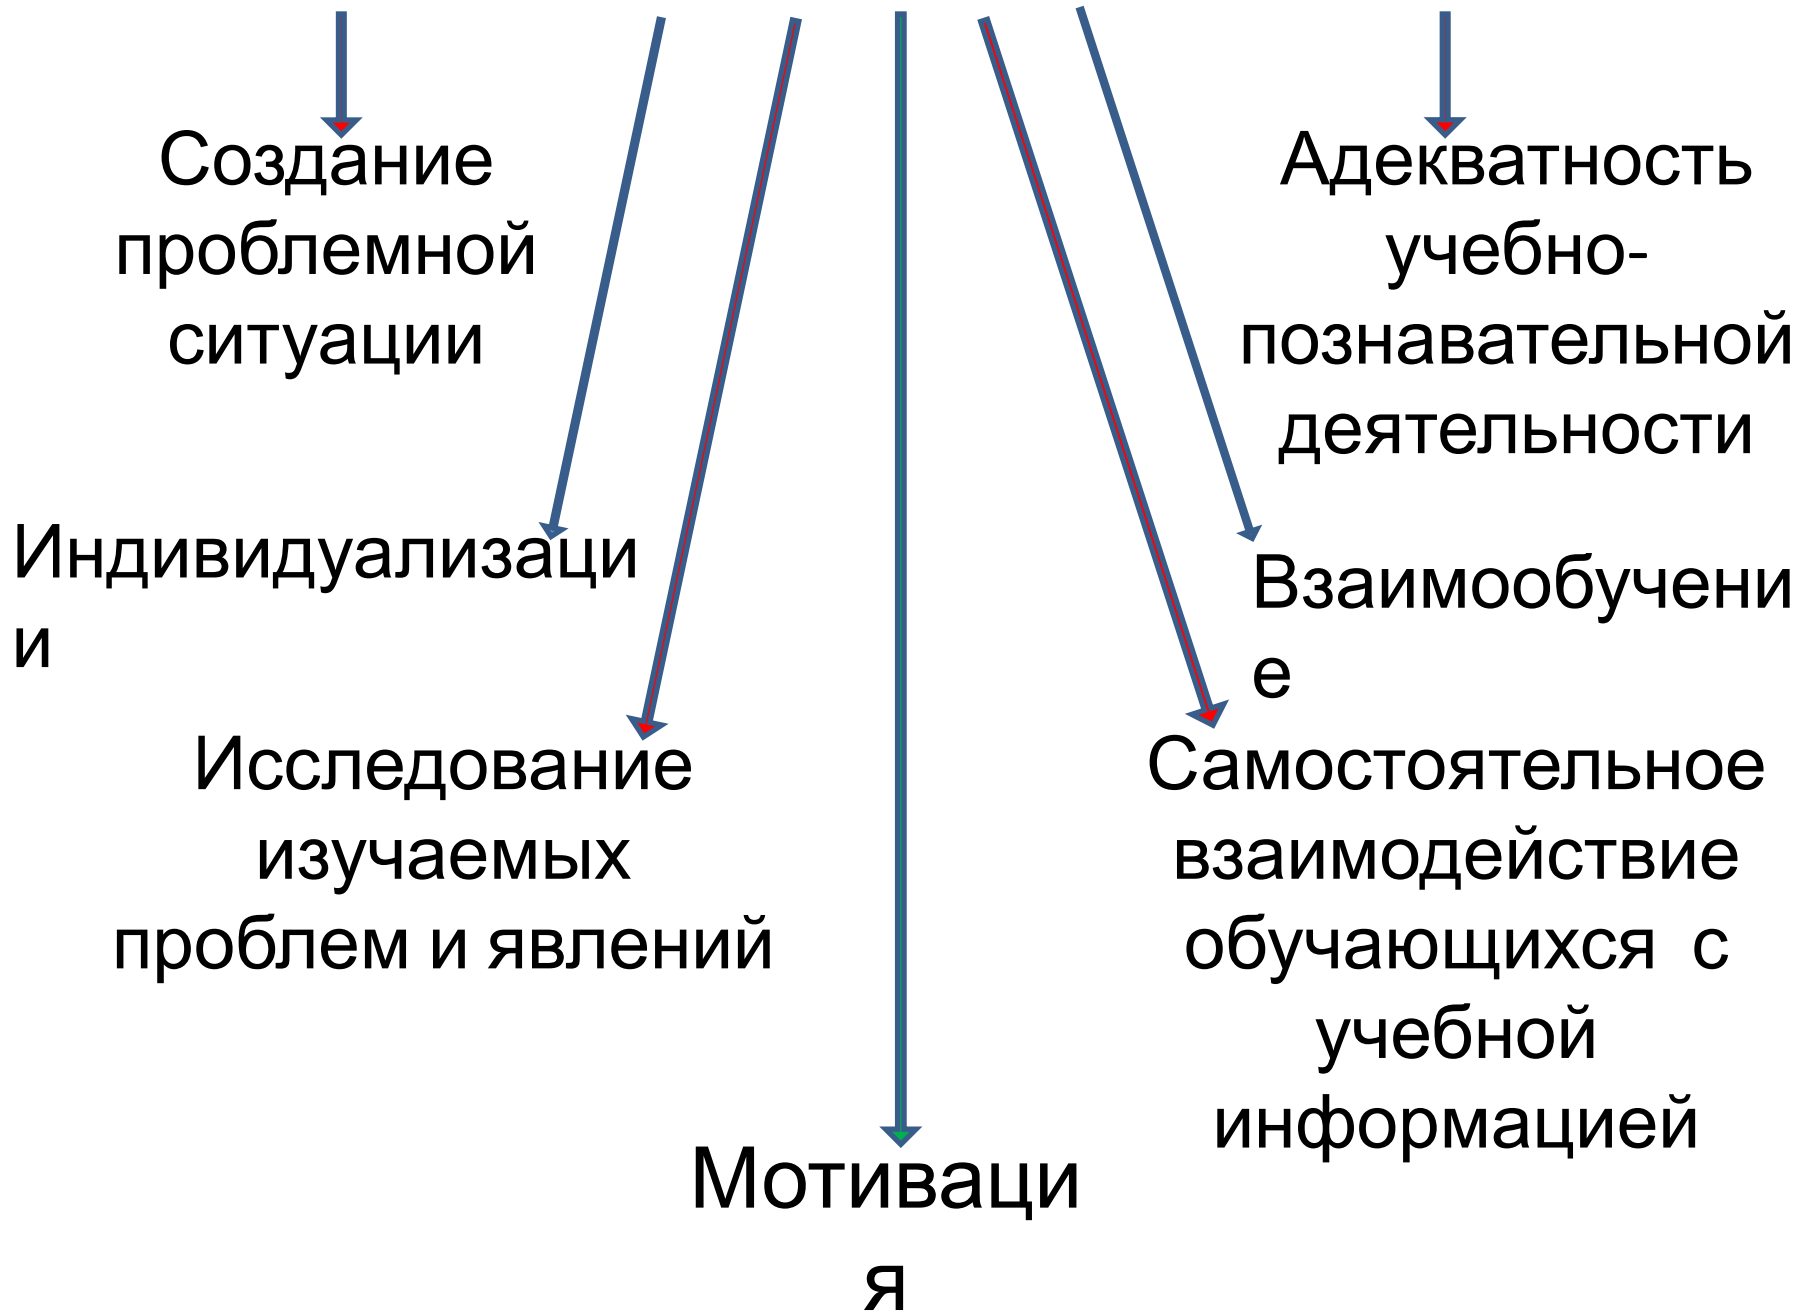 Создание
проблемной
ситуации
Адекватность
учебно-
познавательной
деятельности
Индивидуализаци
и
Взаимообучени
е
Исследование
изучаемых
проблем и явлений
Самостоятельное
взаимодействие
обучающихся с
учебной
информацией
Мотиваци
я